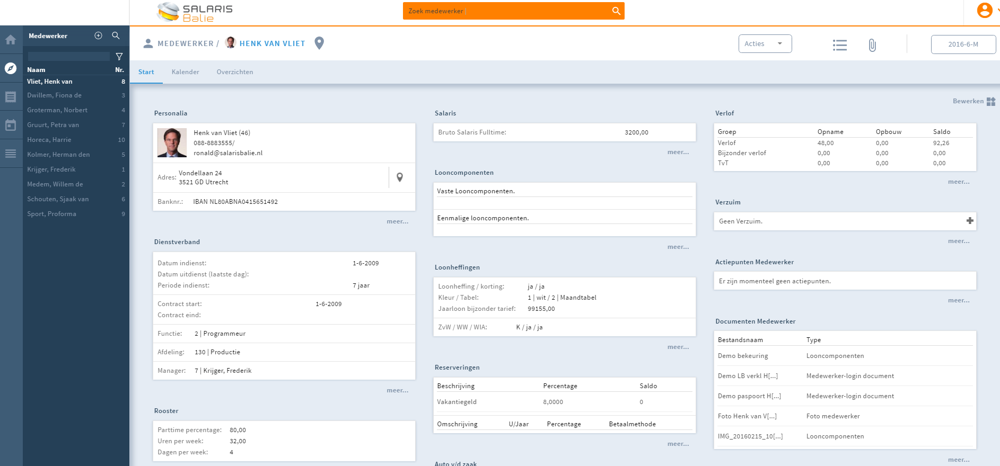 SALARIS
Balie
Zoek medewerker
Medewerker
Naam Nr.
Vliet, Henk van 8
Dwillem, Fiona de 3
Groterman, Norbert 4
Gruurt, Petra van 7
Horeca, Harrie 10
Kolmer, Herman den 5
Krijger, Frederik 1
Medem, Willem de 2
Schouten, Sjaak van 6
Sport, Proforma 9
MEDEWERKER / HENK VAN VLIET
Acties
2016-6-M
Start Kalender Overzichten
Bewerken
Personalia
Henk van Vliet (46)
088-8883555/
ronald@salarisbalie.nl
Adres: Vondellaan 24
3521 GD Utrecht
Banknr.: IBAN NL80ABNA0415651492
meer...
Dienstverband
Datum indienst: 1-6-2009
Datum uitdienst (laatste dag):
Periode indienst: 7 jaar
Contract start: 1-6-2009
Contract eind:
Functie: 2 | Programmeur
Afdeling: 130 | Productie
Manager: 7 | Krijger, Frederik
meer...
Rooster
Parttime percentage: 80,00
Uren per week: 32,00
Dagen per week: 4
Salaris
Bruto Salaris Fulltime: 3200,00
meer...
Looncomponenten
Vaste Looncomponenten.
Eenmalige looncomponenten.
meer...
Loonheffingen
Loonheffing / korting: ja / ja
Kleur / Tabel: 1 | wit / 2 | Maandtabel
Jaarloon bijzonder tarief: 99155,00
ZvW / WW / WIA: K / ja / ja
meer...
Reserveringen
Beschrijving Percentage Saldo
Vakantiegeld 8,0000 0
Omschrijving U/Jaar Percentage Betaalmethode
meer...
Auto v/d zaak
Verlof
Groep Opname Opbouw Saldo
Verlof 48,00 0,00 92,26
Bijzonder verlof 0,00 0,00 0,00
TvT 0,00 0,00 0,00
meer...
Verzuim
Geen Verzuim.
meer...
Actiepunten Medewerker
Er zijn momenteel geen actiepunten.
meer...
Documenten Medewerker
Bestandsnaam Type
Demo bekeuring Looncomponenten
Demo LB verkl H[...] Medewerker-login document
Demo paspoort H[...] Medewerker-login document
Foto Henk van V[...] Foto medewerker
IMG_20160215_10[...] Looncomponenten
meer...